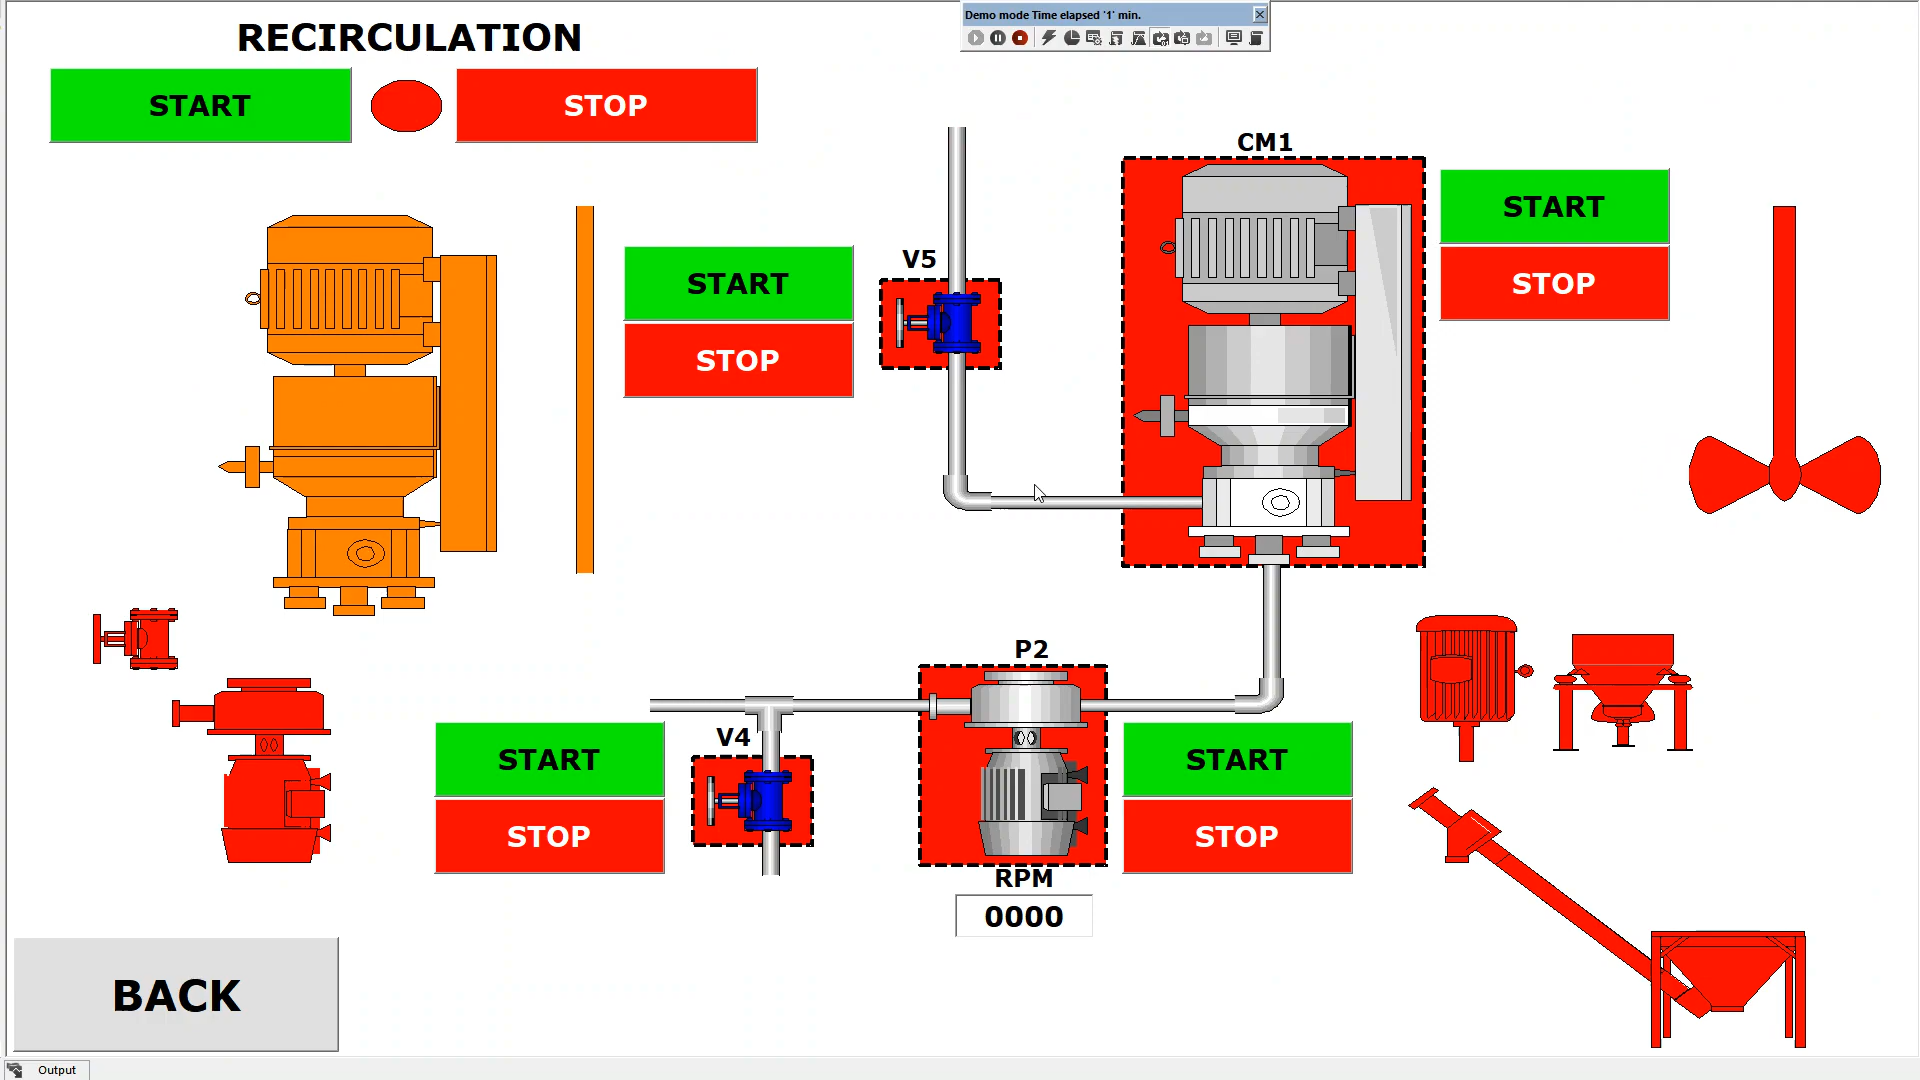 Demo mode Time elapsed '1' min.
RECIRCULATION
START
STOP
CM1
START
STOP
V5
START
STOP
P2
V4
START
STOP
START
STOP
RPM
0000
BACK
Output